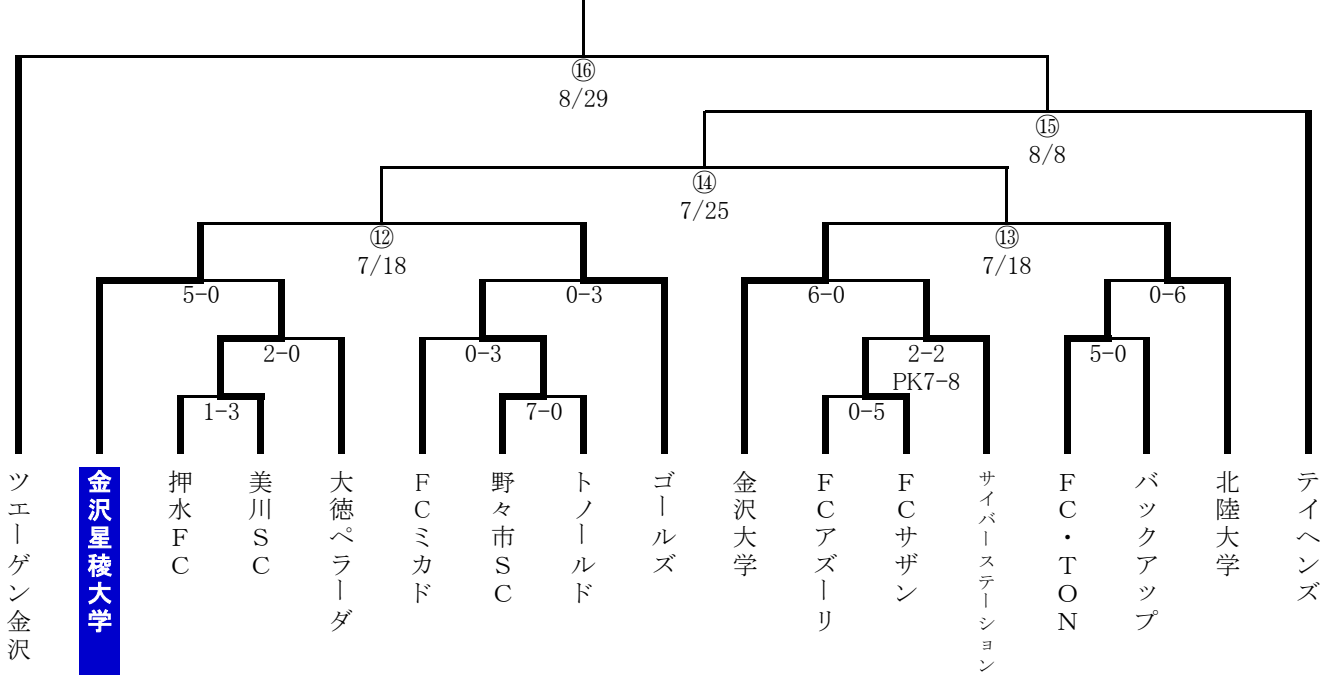 ⑯
8/29
⑮
8/8
⑭
7/25
⑫
7/18
⑬
7/18
5-0
0-3
6-0
0-6
2-0
0-3
2-2
PK7-8
5-0
1-3
7-0
0-5
ツエーゲン金沢
金沢星稜大学
押水FC
美川SC
大徳ペラーダ
FCミカド
野々市SC
トノールド
ゴールズ
金沢大学
FCアズーリ
FCサザン
サイバーステーション
FC・TON
バックアップ
北陸大学
テイヘンズ